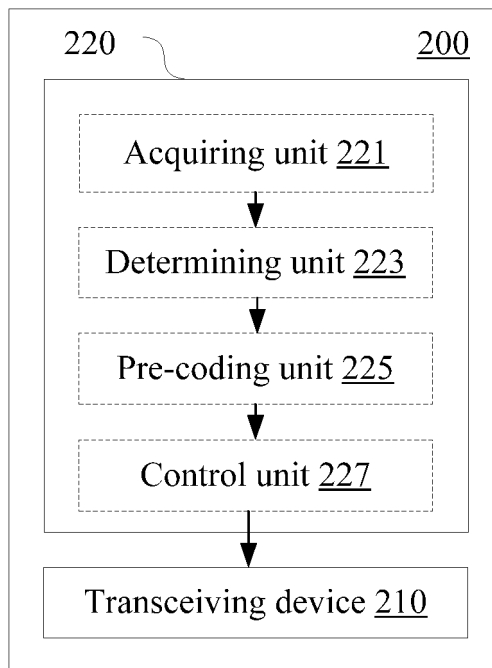 220 200
Acquiring unit 221
Determining unit 223
Pre-coding unit 225
Control unit 227
Transceiving device 210